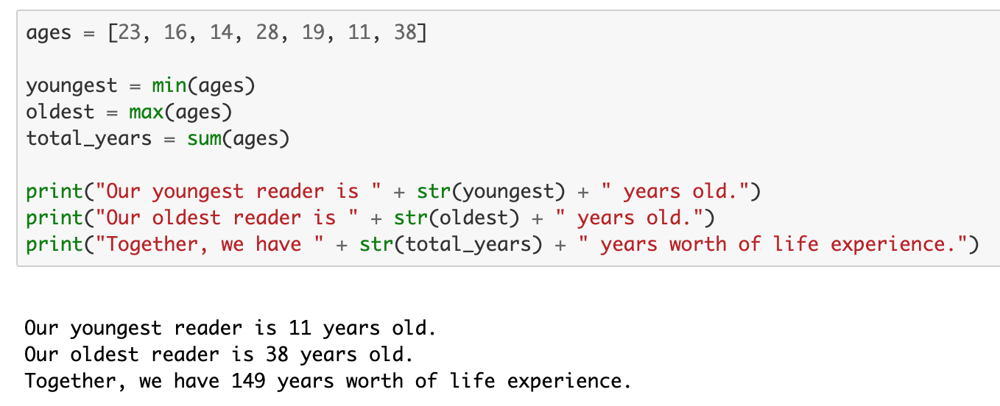 ages = [23, 16, 14, 28, 19, 11, 38]
youngest = min(ages)
oldest = max(ages)
total_years = sum(ages)
print("Our youngest reader is " + str(youngest) + " years old.")
print("Our oldest reader is " + str(oldest) + " years old.")
print("Together, we have " + str(total_years) + " years worth of life experience.")
Our youngest reader is 11 years old.
Our oldest reader is 38 years old.
Together, we have 149 years worth of life experience.